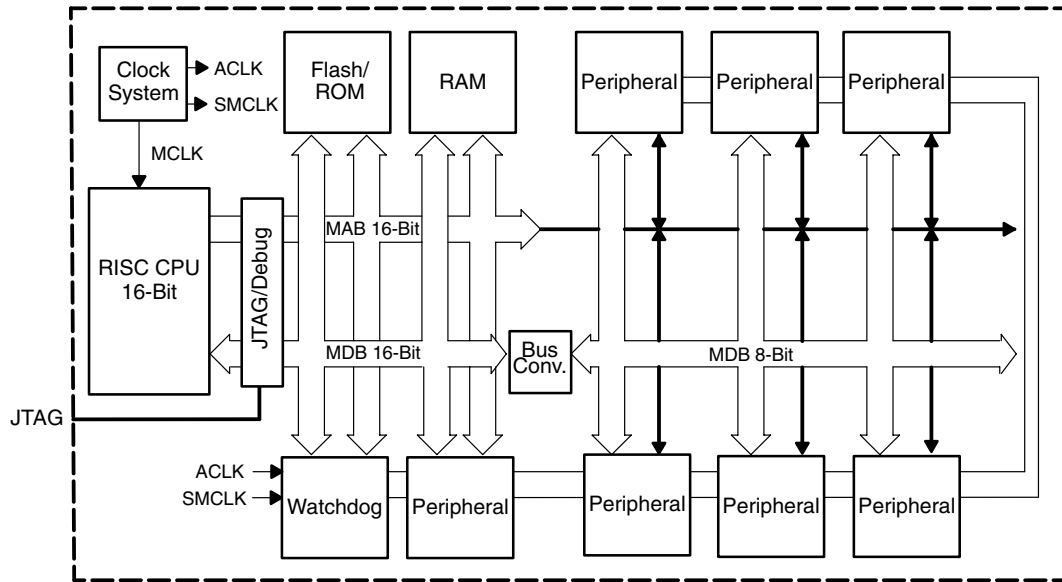 Clock
System
ACLK
SMCLK
MCLK
Flash/
ROM
RAM
Peripheral
Peripheral
Peripheral
RISC CPU
16-Bit
JTAG/Debug
MAB 16-Bit
MDB 16-Bit
Bus
Conv.
MDB 8-Bit
JTAG
ACLK
SMCLK
Watchdog
Peripheral
Peripheral
Peripheral
Peripheral